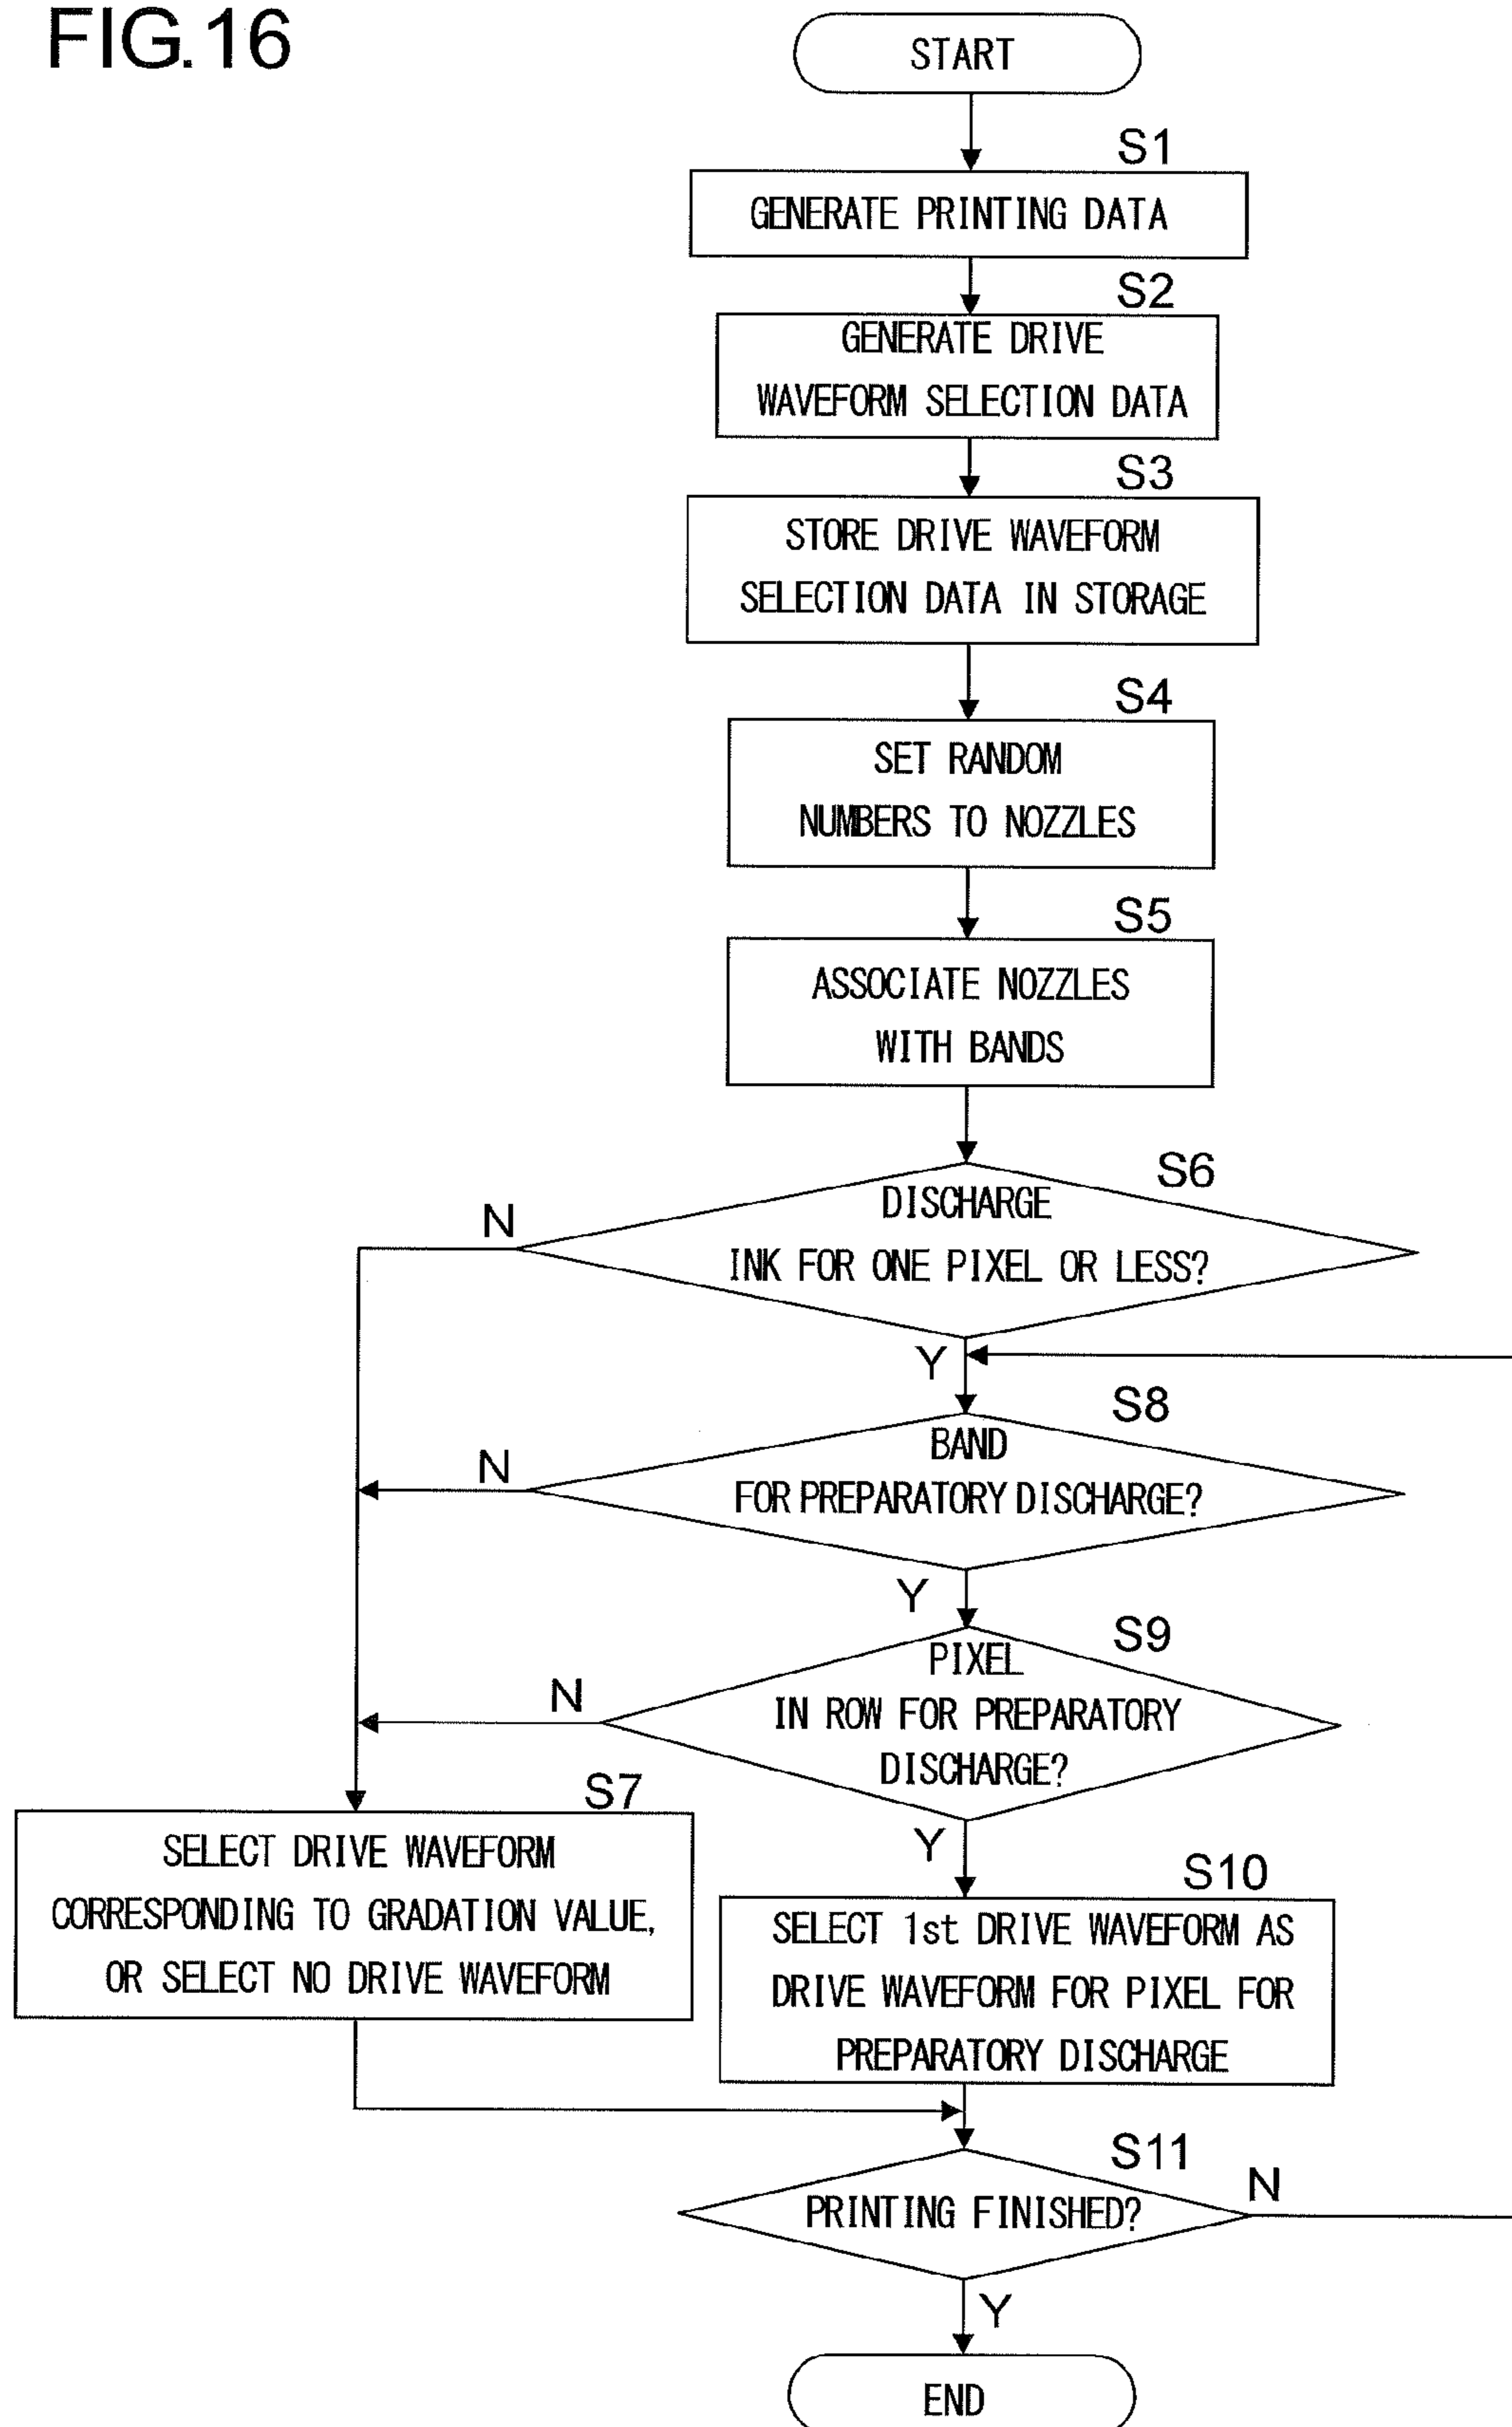 FIG.16
START
S1
GENERATE PRINTING DATA
S2
GENERATE DRIVE
WAVEFORM SELECTION DATA
S3
STORE DRIVE WAVEFORM
SELECTION DATA IN STORAGE
S4
SET RANDOM
NUMBERS TO NOZZLES
S5
ASSOCIATE NOZZLES
WITH BANDS
S6
DISCHARGE
INK FOR ONE PIXEL OR LESS?
N
Y
S8
BAND
FOR PREPARATORY DISCHARGE?
N
Y
S9
PIXEL
IN ROW FOR PREPARATORY
DISCHARGE?
N
Y
S7
SELECT DRIVE WAVEFORM
CORRESPONDING TO GRADATION VALUE,
OR SELECT NO DRIVE WAVEFORM
S10
SELECT 1st DRIVE WAVEFORM AS
DRIVE WAVEFORM FOR PIXEL FOR
PREPARATORY DISCHARGE
S11
PRINTING FINISHED?
N
Y
END